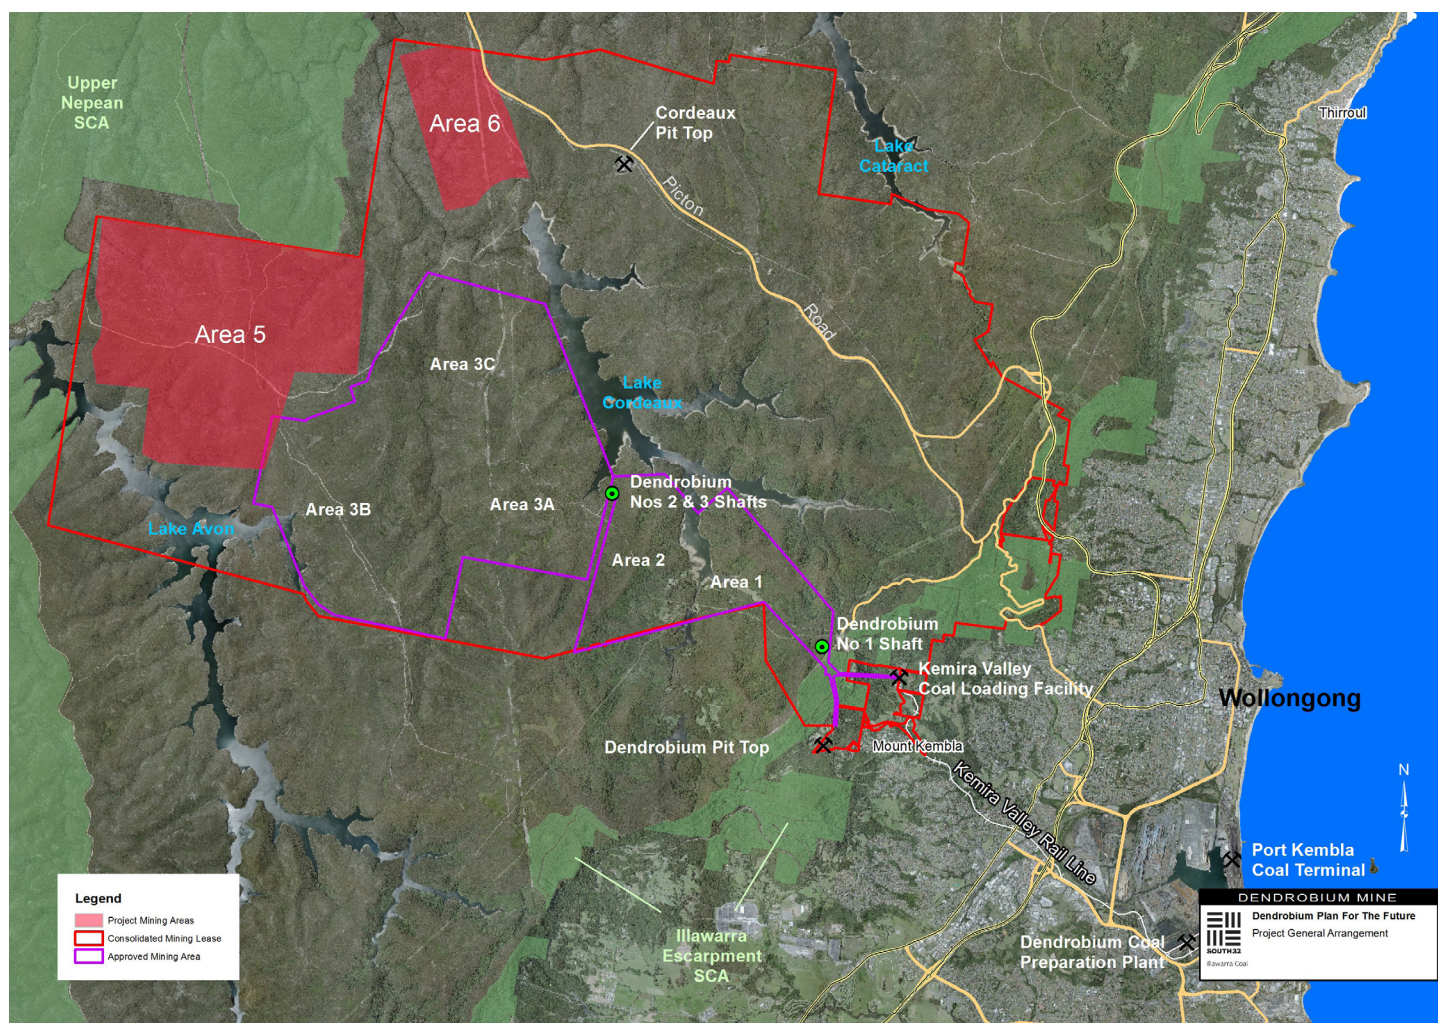 Upper
Nepean
SCA
Area 6
Cordeaux
Pit Top
Thirroul
Lake
Cataract
Picton
Road
Area 5
Area 3C
Lake
Cordeaux
Dendrobium
Nos 2 & 3 Shafts
Area 3B
Area 3A
Lake Avon
Area 2
Area 1
Dendrobium
No 1 Shaft
Kemira Valley
Coal Loading Facility
Wollongong
Dendrobium Pit Top
Mount Kembla
Kemira Valley Rail Line
N
Port Kembla
Coal Terminal
Illawarra
Escarpment
SCA
Dendrobium Coal
Preparation Plant
Legend
Project Mining Areas
Consolidated Mining Lease
Approved Mining Area
DENDROBIUM MINE
Dendrobium Plan For The Future
Project General Arrangement
SOUTH32
Illawarra Coal